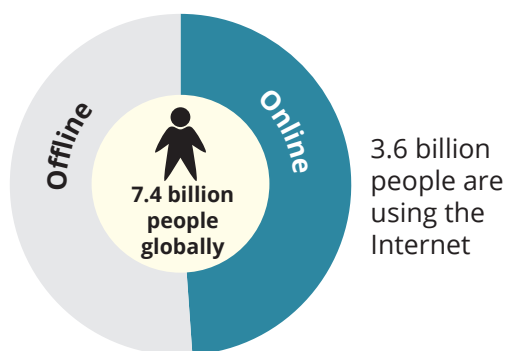 Offline
Online
7.4 billion
people
globally
3.6 billion
people are
using the
Internet